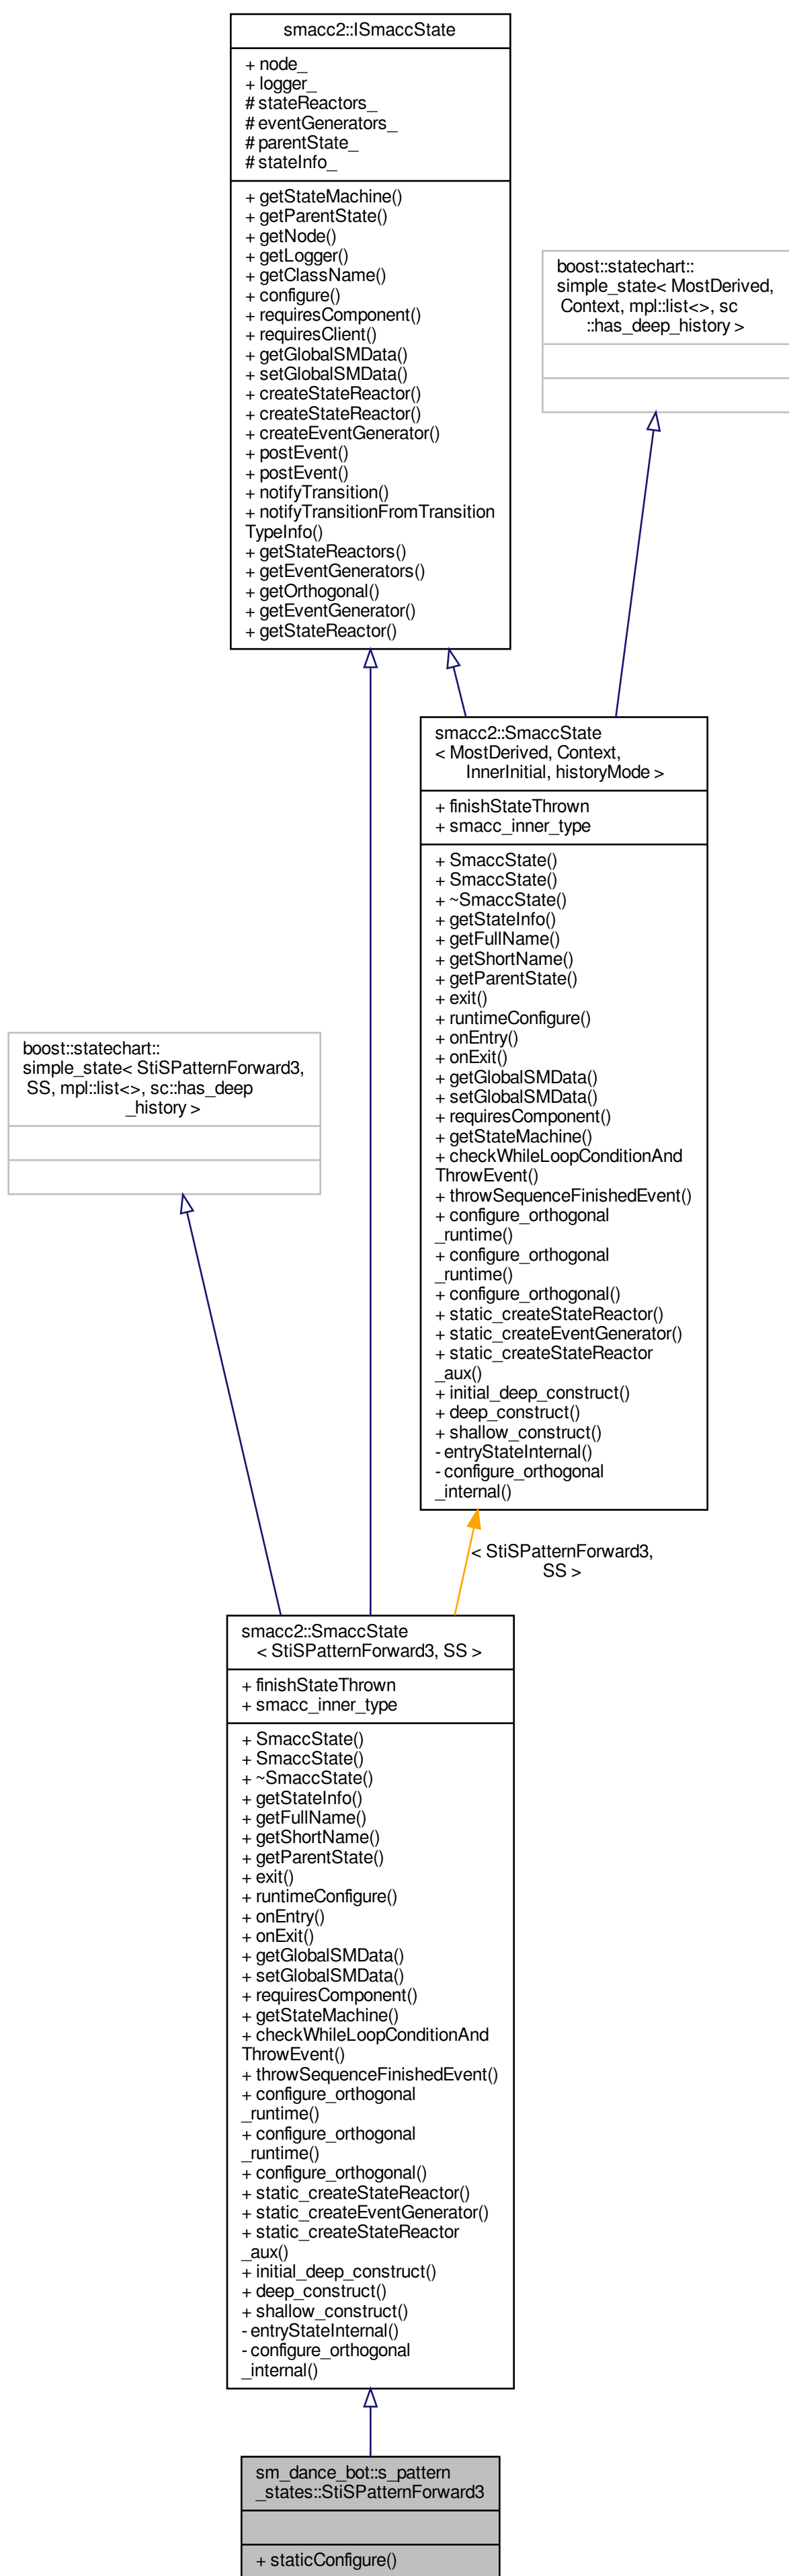 smacc2::ISmaccState
+ node_
+ logger_
# stateReactors_
# eventGenerators_
# parentState_
# stateInfo_
+ getStateMachine()
+ getParentState()
+ getNode()
+ getLogger()
+ getClassName()
+ configure()
+ requiresComponent()
+ requiresClient()
+ getGlobalSMData()
+ setGlobalSMData()
+ createStateReactor()
+ createStateReactor()
+ createEventGenerator()
+ postEvent()
+ postEvent()
+ notifyTransition()
+ notifyTransitionFromTransition
TypeInfo()
+ getStateReactors()
+ getEventGenerators()
+ getOrthogonal()
+ getEventGenerator()
+ getStateReactor()
boost::statechart::
simple_state< MostDerived,
Context, mpl::list<>, sc
::has_deep_history >
smacc2::SmaccState
< MostDerived, Context,
InnerInitial, historyMode >
+ finishStateThrown
+ smacc_inner_type
+ SmaccState()
+ SmaccState()
+ ~SmaccState()
+ getStateInfo()
+ getFullName()
+ getShortName()
+ getParentState()
+ exit()
+ runtimeConfigure()
+ onEntry()
+ onExit()
+ getGlobalSMData()
+ setGlobalSMData()
+ requiresComponent()
+ getStateMachine()
+ checkWhileLoopConditionAnd
ThrowEvent()
+ throwSequenceFinishedEvent()
+ configure_orthogonal
_runtime()
+ configure_orthogonal
_runtime()
+ configure_orthogonal()
+ static_createStateReactor()
+ static_createEventGenerator()
+ static_createStateReactor
_aux()
+ initial_deep_construct()
+ deep_construct()
+ shallow_construct()
- entryStateInternal()
- configure_orthogonal
_internal()
boost::statechart::
simple_state< StiSPatternForward3,
SS, mpl::list<>, sc::has_deep
_history >
< StiSPatternForward3,
SS >
smacc2::SmaccState
< StiSPatternForward3, SS >
+ finishStateThrown
+ smacc_inner_type
+ SmaccState()
+ SmaccState()
+ ~SmaccState()
+ getStateInfo()
+ getFullName()
+ getShortName()
+ getParentState()
+ exit()
+ runtimeConfigure()
+ onEntry()
+ onExit()
+ getGlobalSMData()
+ setGlobalSMData()
+ requiresComponent()
+ getStateMachine()
+ checkWhileLoopConditionAnd
ThrowEvent()
+ throwSequenceFinishedEvent()
+ configure_orthogonal
_runtime()
+ configure_orthogonal
_runtime()
+ configure_orthogonal()
+ static_createStateReactor()
+ static_createEventGenerator()
+ static_createStateReactor
_aux()
+ initial_deep_construct()
+ deep_construct()
+ shallow_construct()
- entryStateInternal()
- configure_orthogonal
_internal()
sm_dance_bot::s_pattern
_states::StiSPatternForward3
+ staticConfigure()